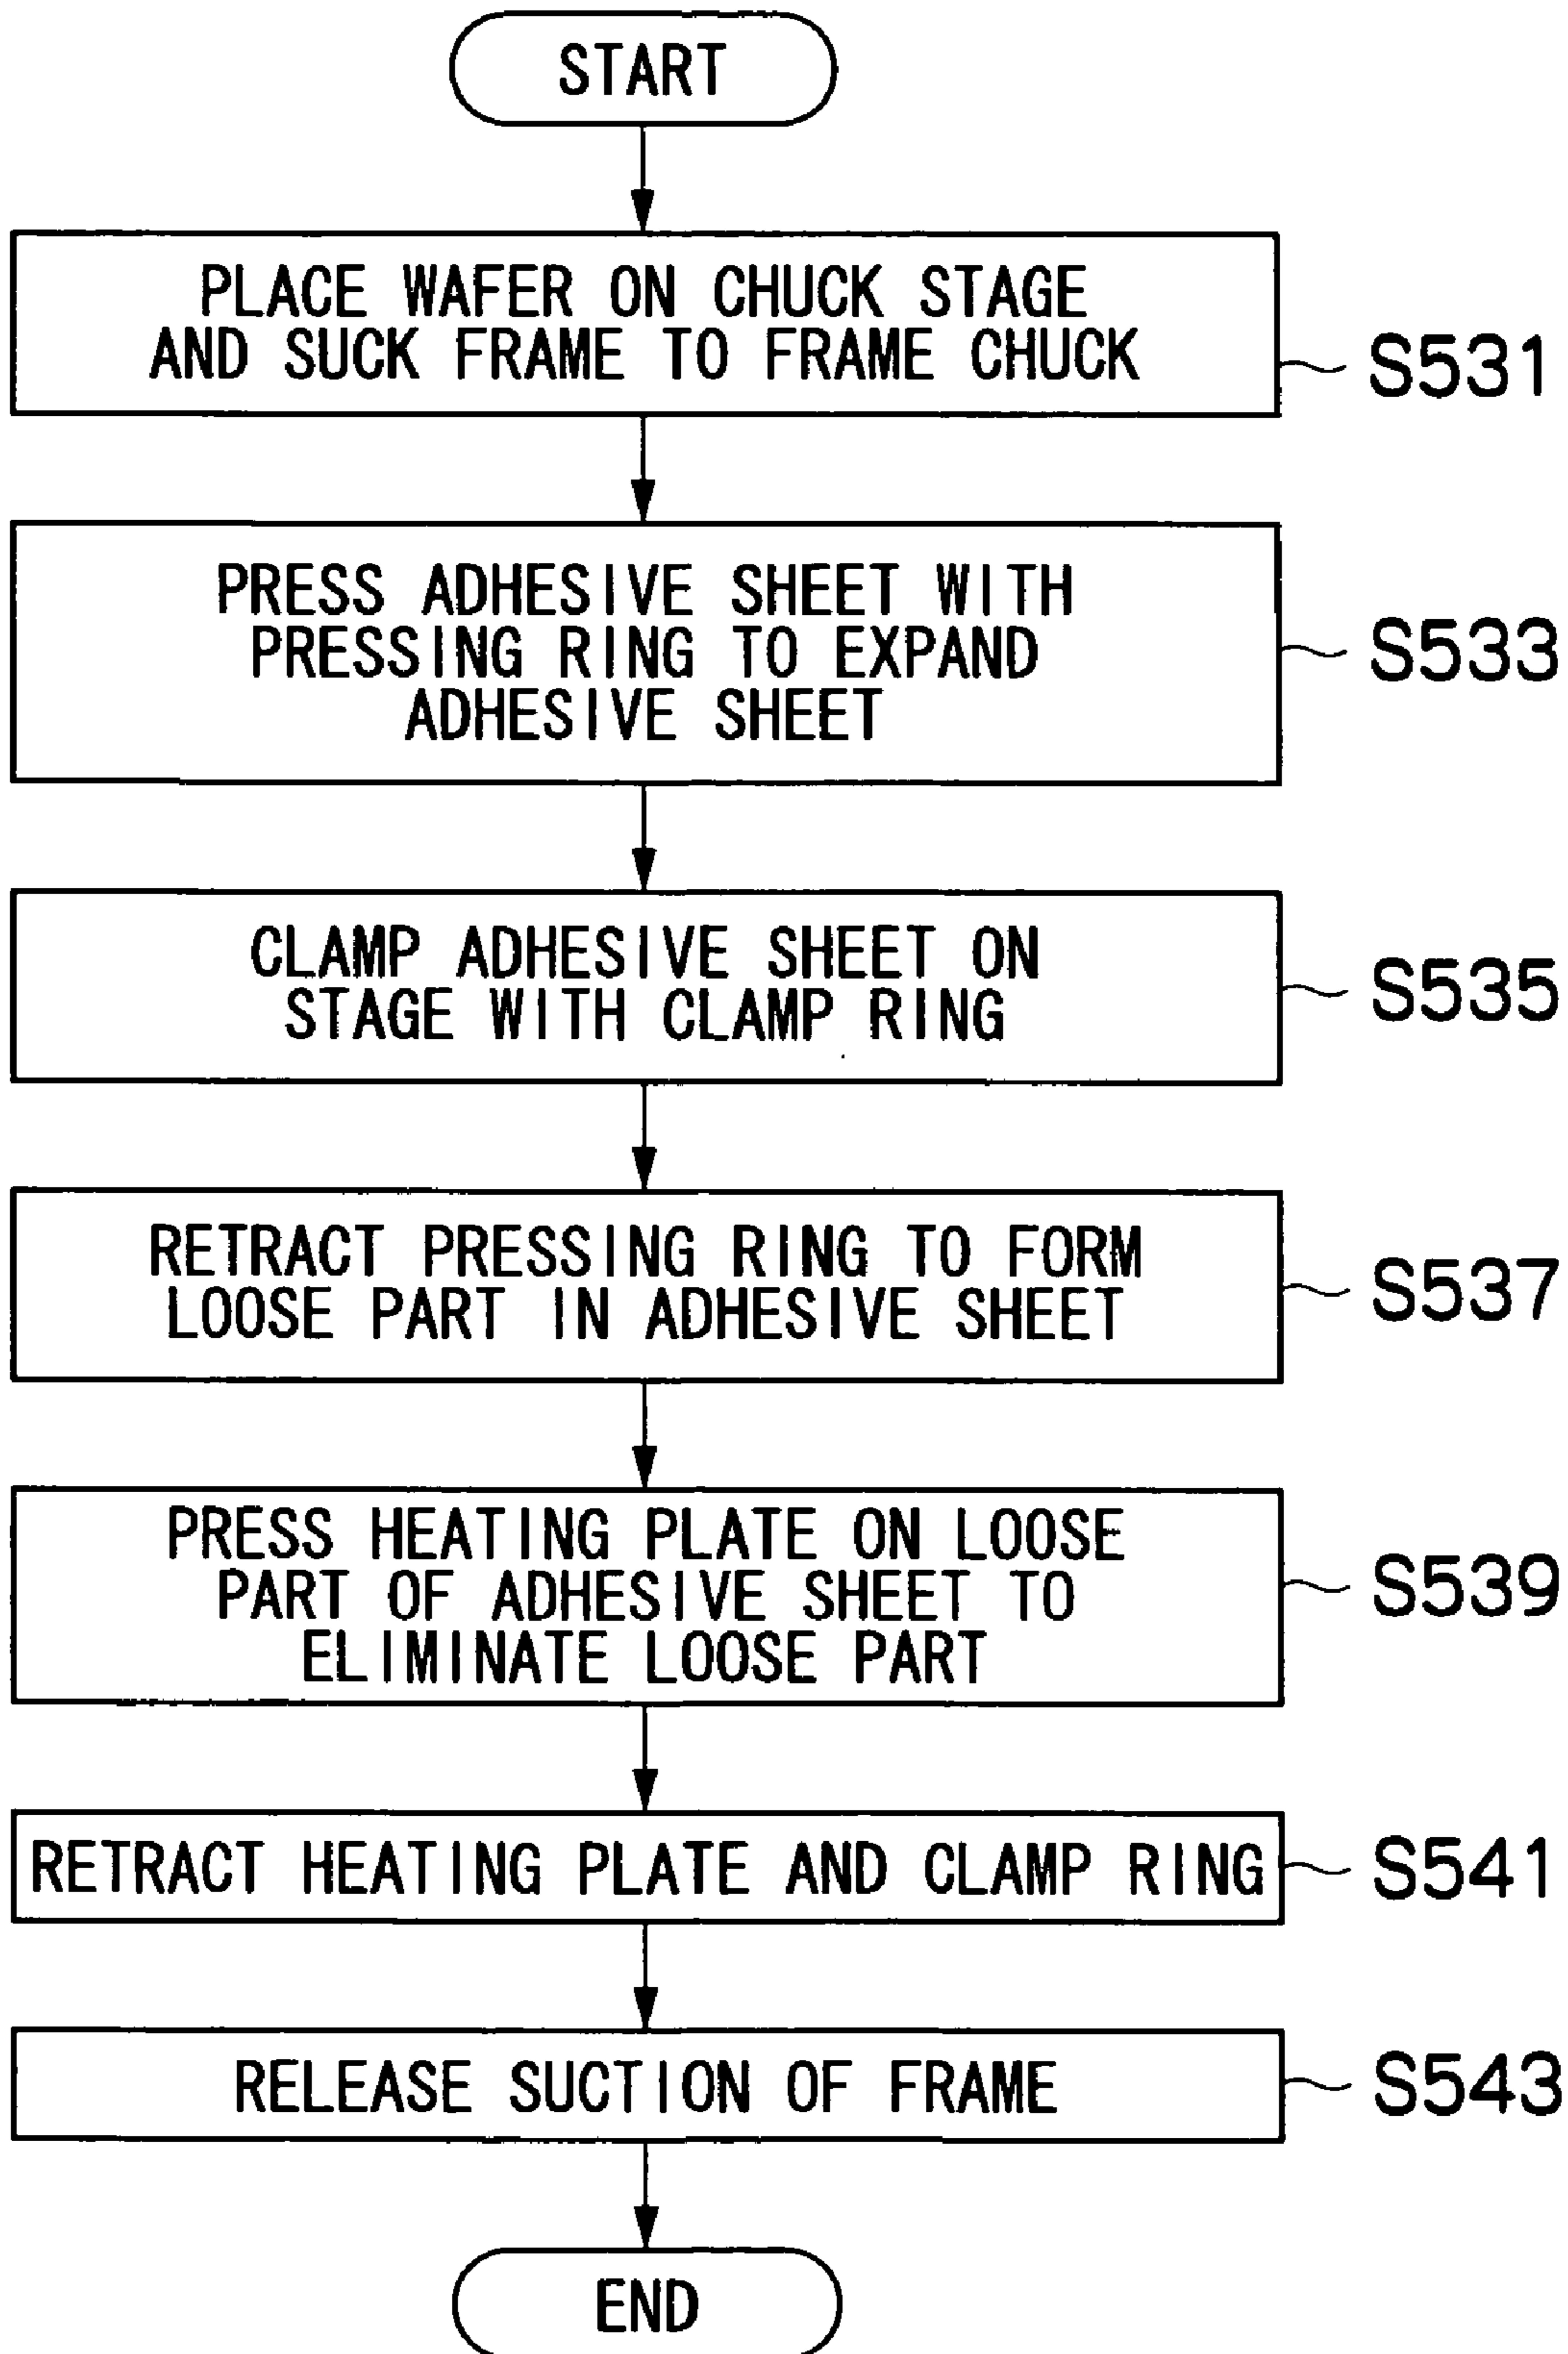 START
PLACE WAFER ON CHUCK STAGE
AND SUCK FRAME TO FRAME CHUCK
S531
PRESS ADHESIVE SHEET WITH
PRESSING RING TO EXPAND
ADHESIVE SHEET
S533
CLAMP ADHESIVE SHEET ON
STAGE WITH CLAMP RING
S535
RETRACT PRESSING RING TO FORM
LOOSE PART IN ADHESIVE SHEET
S537
PRESS HEATING PLATE ON LOOSE
PART OF ADHESIVE SHEET TO
ELIMINATE LOOSE PART
S539
RETRACT HEATING PLATE AND CLAMP RING
S541
RELEASE SUCTION OF FRAME
S543
END